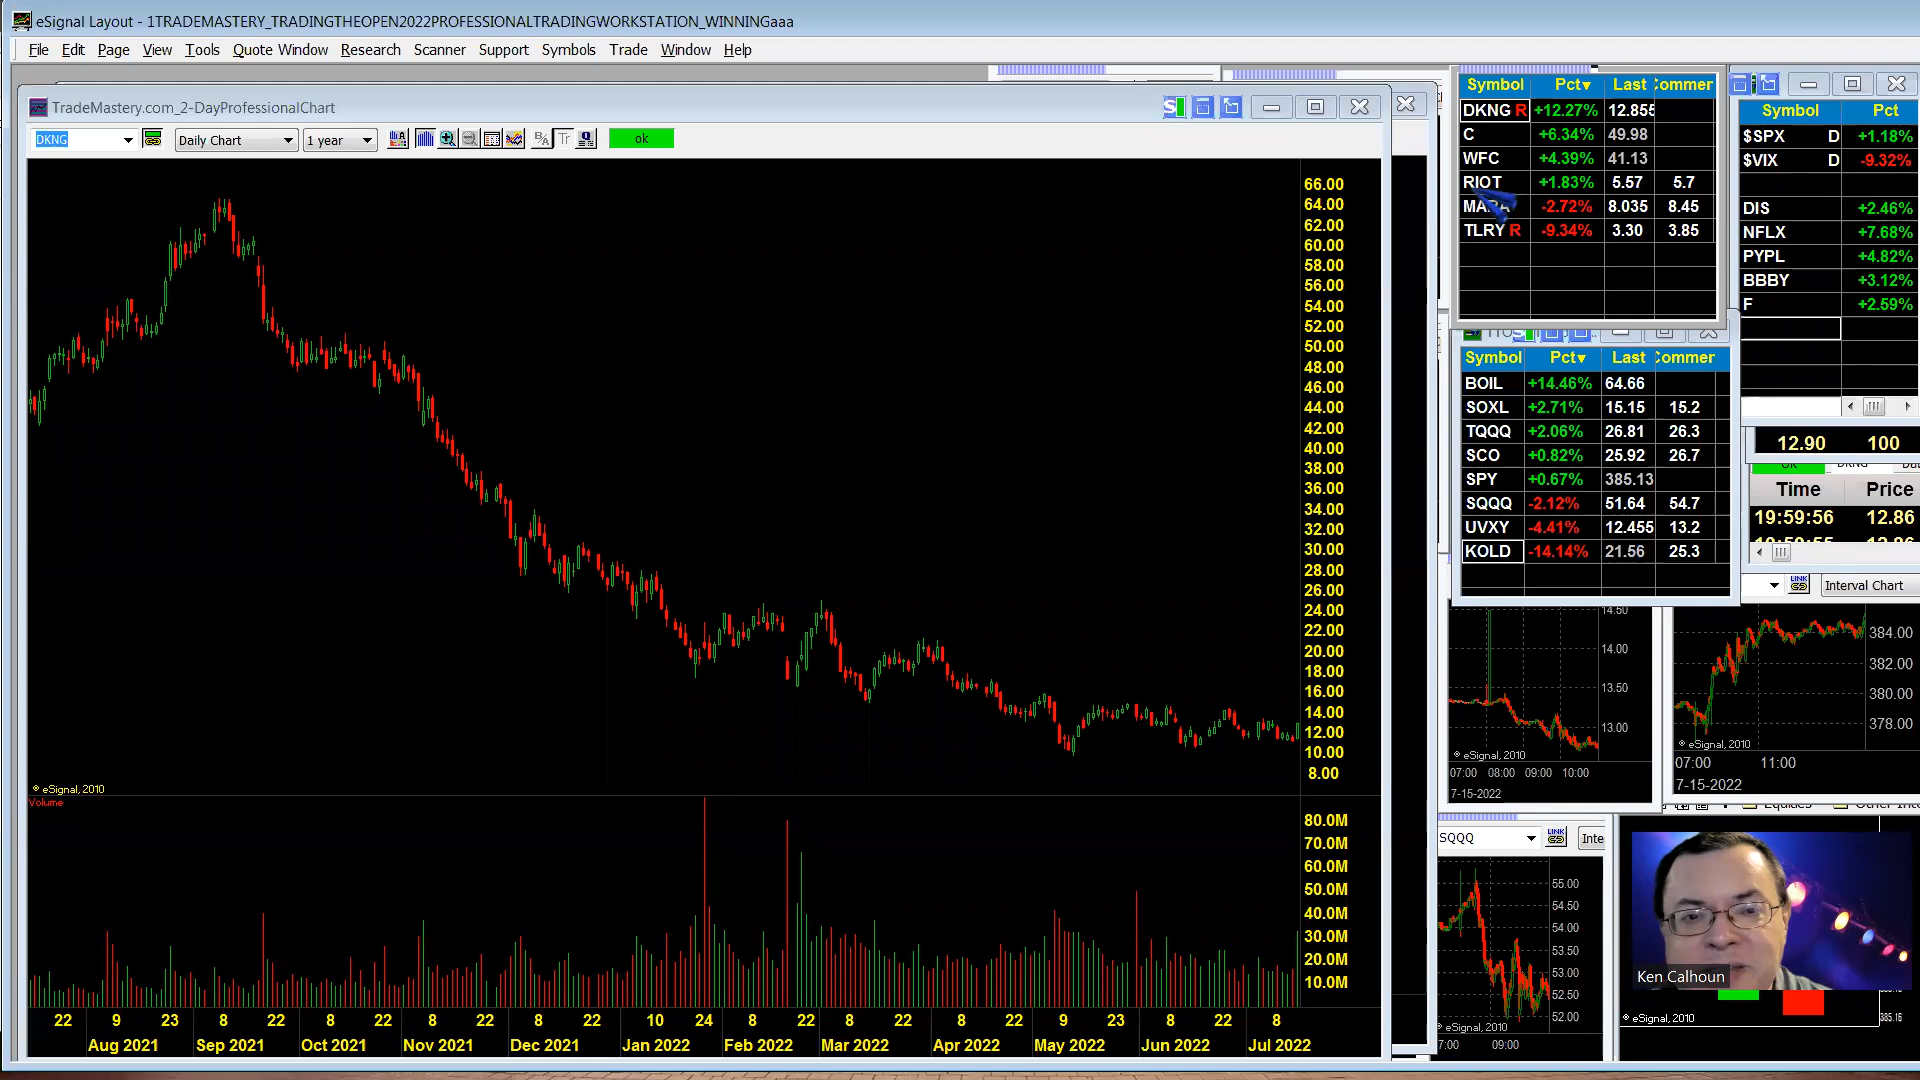 eSignal Layout - 1TRADEMASTERY_TRADINGTHEOPEN2022PROFESSIONALTRADINGWORKSTATION_WINNINGaaa
File Edit Page View Tools Quote Window Research Scanner Support Symbols Trade Window Help
TradeMastery.com_2-DayProfessionalChart
DKNG Daily Chart 1 year ok
66.00
64.00
62.00
60.00
58.00
56.00
54.00
52.00
50.00
48.00
46.00
44.00
42.00
40.00
38.00
36.00
34.00
32.00
30.00
28.00
26.00
24.00
22.00
20.00
18.00
16.00
14.00
12.00
10.00
8.00
eSignal, 2010
Volume
80.0M
70.0M
60.0M
50.0M
40.0M
30.0M
20.0M
10.0M
22 9 23 8 22 8 22 8 22 8 22 10 24 8 22 8 22 8 22 9 23 8 22 8
Aug 2021 Sep 2021 Oct 2021 Nov 2021 Dec 2021 Jan 2022 Feb 2022 Mar 2022 Apr 2022 May 2022 Jun 2022 Jul 2022
Symbol Pct Last Commer
DKNG R +12.27% 12.855
C +6.34% 49.98
WFC +4.39% 41.13
RIOT +1.83% 5.57 5.7
MARA -2.72% 8.035 8.45
TLRY R -9.34% 3.30 3.85
Symbol Pct Last Commer
BOIL +14.46% 64.66
SOXL +2.71% 15.15 15.2
TQQQ +2.06% 26.81 26.3
SCO +0.82% 25.92 26.7
SPY +0.67% 385.13
SQQQ -2.12% 51.64 54.7
UVXY -4.41% 12.455 13.2
KOLD -14.14% 21.56 25.3
Symbol Pct
$SPX D +1.18%
$VIX D -9.32%
DIS +2.46%
NFLX +7.68%
PYPL +4.82%
BBBY +3.12%
F +2.59%
12.90 100
Time Price
19:59:56 12.86
LINK Interval Chart
14.50
14.00
13.50
13.00
eSignal, 2010
07:00 08:00 09:00 10:00
7-15-2022
384.00
382.00
380.00
378.00
eSignal, 2010
07:00 11:00
7-15-2022
SQQQ LINK Inte
55.00
54.50
54.00
53.50
53.00
52.50
52.00
eSignal, 2010
7:00 09:00
Ken Calhoun
eSignal, 2010
385.16